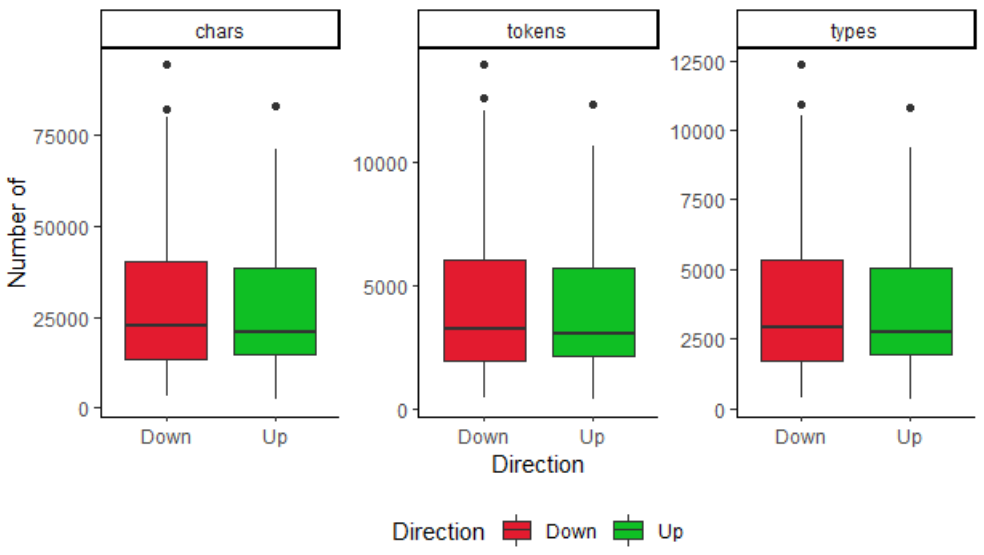 chars
tokens
types
Number of
75000
50000
25000
0
10000
5000
0
12500
10000
7500
5000
2500
0
Down Up
Down Up
Down Up
Direction
Direction Down Up